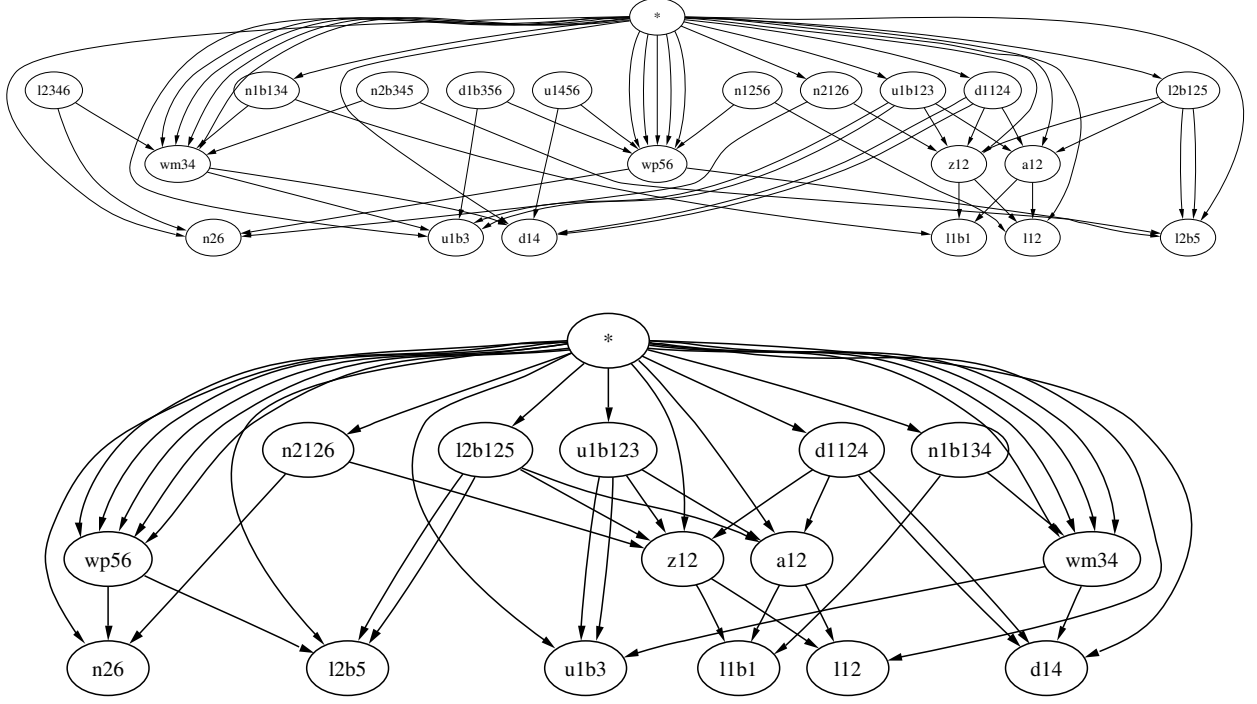 *
l2346 n1b134 n2b345 d1b356 u1456 n1256 n2126 u1b123 d1124 l2b125
wm34 wp56 z12 a12
n26 u1b3 d14 l1b1 l12 l2b5
*
n2126 l2b125 u1b123 d1124 n1b134
wp56 z12 a12 wm34
n26 l2b5 u1b3 l1b1 l12 d14